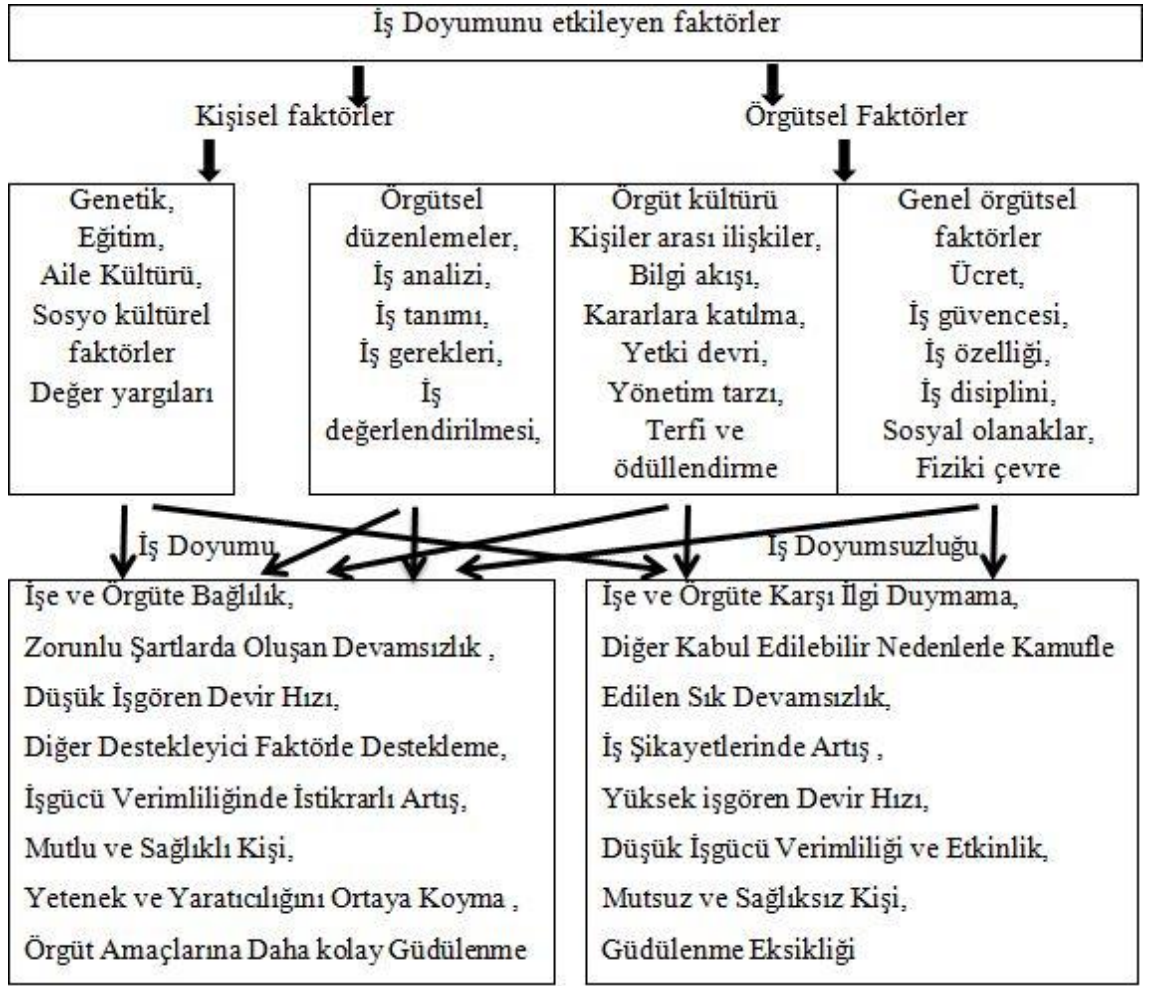 İş Doyumunu etkileyen faktörler
Kişisel faktörler
Örgütsel Faktörler
Genetik,
Eğitim,
Aile Kültürü,
Sosyo kültürel
faktörler
Değer yargıları
Örgütsel
düzenlemeler,
İş analizi,
İş tanımı,
İş gerekleri,
İş
değerlendirilmesi,
Örgüt kültürü
Kişiler arası ilişkiler,
Bilgi akışı,
Kararlara katılma,
Yetki devri,
Yönetim tarzı,
Terfi ve
ödüllendirme
Genel örgütsel
faktörler
Ücret,
İş güvencesi,
İş özelliği,
İş disiplini,
Sosyal olanaklar,
Fiziki çevre
İş Doyumu
İş Doyumsuzluğu
İşe ve Örgüte Bağlılık,
Zorunlu Şartlarda Oluşan Devamsızlık ,
Düşük İşgören Devir Hızı,
Diğer Destekleyici Faktörle Destekleme,
İşgücü Verimliliğinde İstikrarlı Artış,
Mutlu ve Sağlıklı Kişi,
Yetenek ve Yaratıcılığını Ortaya Koyma ,
Örgüt Amaçlarına Daha kolay Güdülenme
İşe ve Örgüte Karşı İlgi Duymama,
Diğer Kabul Edilebilir Nedenlerle Kamufle
Edilen Sık Devamsızlık,
İş Şikayetlerinde Artış ,
Yüksek işgören Devir Hızı,
Düşük İşgücü Verimliliği ve Etkinlik,
Mutsuz ve Sağlıksız Kişi,
Güdülenme Eksikliği